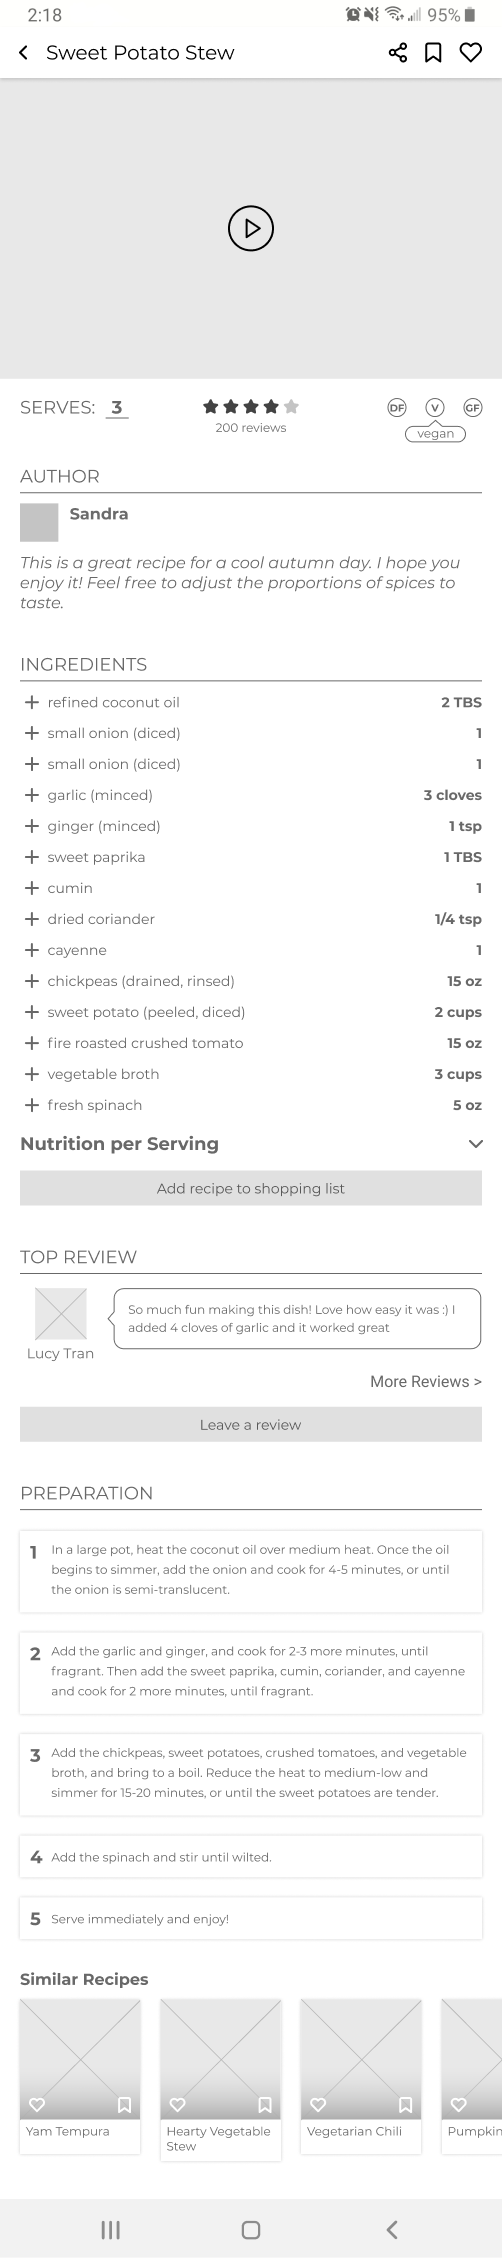 2:18
95%
Sweet Potato Stew
SERVES: 3
200 reviews
DF
V
GF
vegan
AUTHOR
Sandra
This is a great recipe for a cool autumn day. I hope you
enjoy it! Feel free to adjust the proportions of spices to
taste.
INGREDIENTS
refined coconut oil 2 TBS
small onion (diced) 1
small onion (diced) 1
garlic (minced) 3 cloves
ginger (minced) 1 tsp
sweet paprika 1 TBS
cumin 1
dried coriander 1/4 tsp
cayenne 1
chickpeas (drained, rinsed) 15 oz
sweet potato (peeled, diced) 2 cups
fire roasted crushed tomato 15 oz
vegetable broth 3 cups
fresh spinach 5 oz
Nutrition per Serving
Add recipe to shopping list
TOP REVIEW
So much fun making this dish! Love how easy it was :) I
added 4 cloves of garlic and it worked great
Lucy Tran
More Reviews >
Leave a review
PREPARATION
1 In a large pot, heat the coconut oil over medium heat. Once the oil
begins to simmer, add the onion and cook for 4-5 minutes, or until
the onion is semi-translucent.
2 Add the garlic and ginger, and cook for 2-3 more minutes, until
fragrant. Then add the sweet paprika, cumin, coriander, and cayenne
and cook for 2 more minutes, until fragrant.
3 Add the chickpeas, sweet potatoes, crushed tomatoes, and vegetable
broth, and bring to a boil. Reduce the heat to medium-low and
simmer for 15-20 minutes, or until the sweet potatoes are tender.
4 Add the spinach and stir until wilted.
5 Serve immediately and enjoy!
Similar Recipes
Yam Tempura
Hearty Vegetable
Stew
Vegetarian Chili
Pumpkin